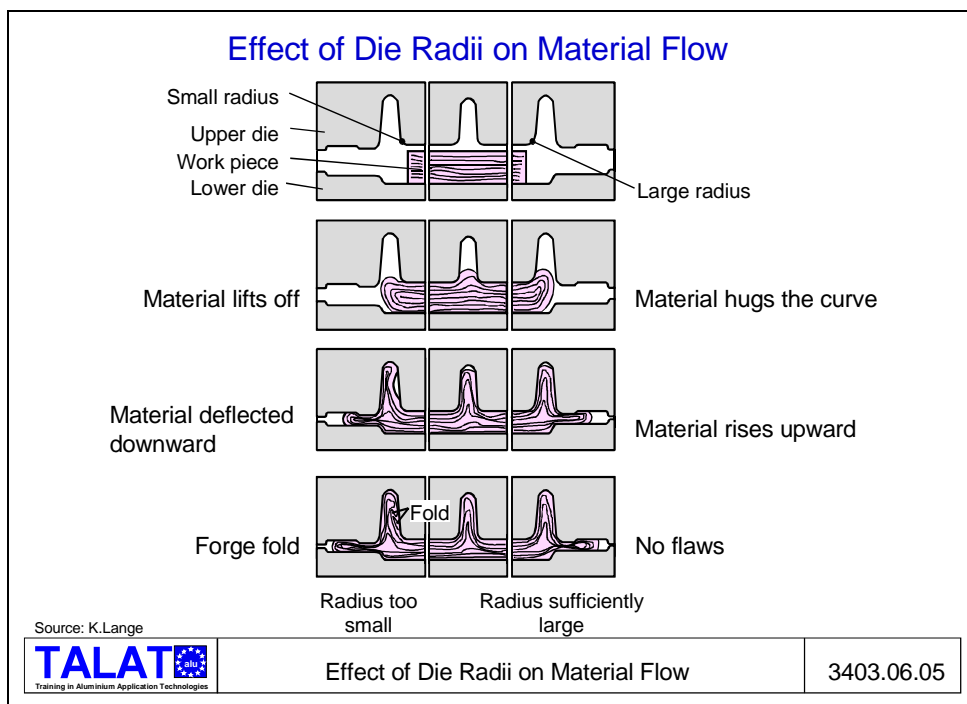 Effect of Die Radii on Material Flow
Small radius
Upper die
Work piece
Lower die
Large radius
Material lifts off
Material hugs the curve
Material deflected
downward
Material rises upward
Fold
Forge fold
No flaws
Radius too
small
Radius sufficiently
large
Source: K.Lange
TALAT
alu
Training in Aluminium Application Technologies
Effect of Die Radii on Material Flow
3403.06.05